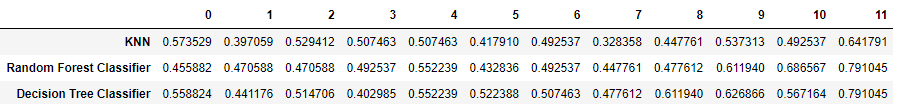 0 1 2 3 4 5 6 7 8 9 10 11
KNN 0.573529 0.397059 0.529412 0.507463 0.507463 0.417910 0.492537 0.328358 0.447761 0.537313 0.492537 0.641791
Random Forest Classifier 0.455882 0.470588 0.470588 0.492537 0.552239 0.432836 0.492537 0.447761 0.477612 0.611940 0.686567 0.791045
Decision Tree Classifier 0.558824 0.441176 0.514706 0.402985 0.552239 0.522388 0.507463 0.477612 0.611940 0.626866 0.567164 0.791045